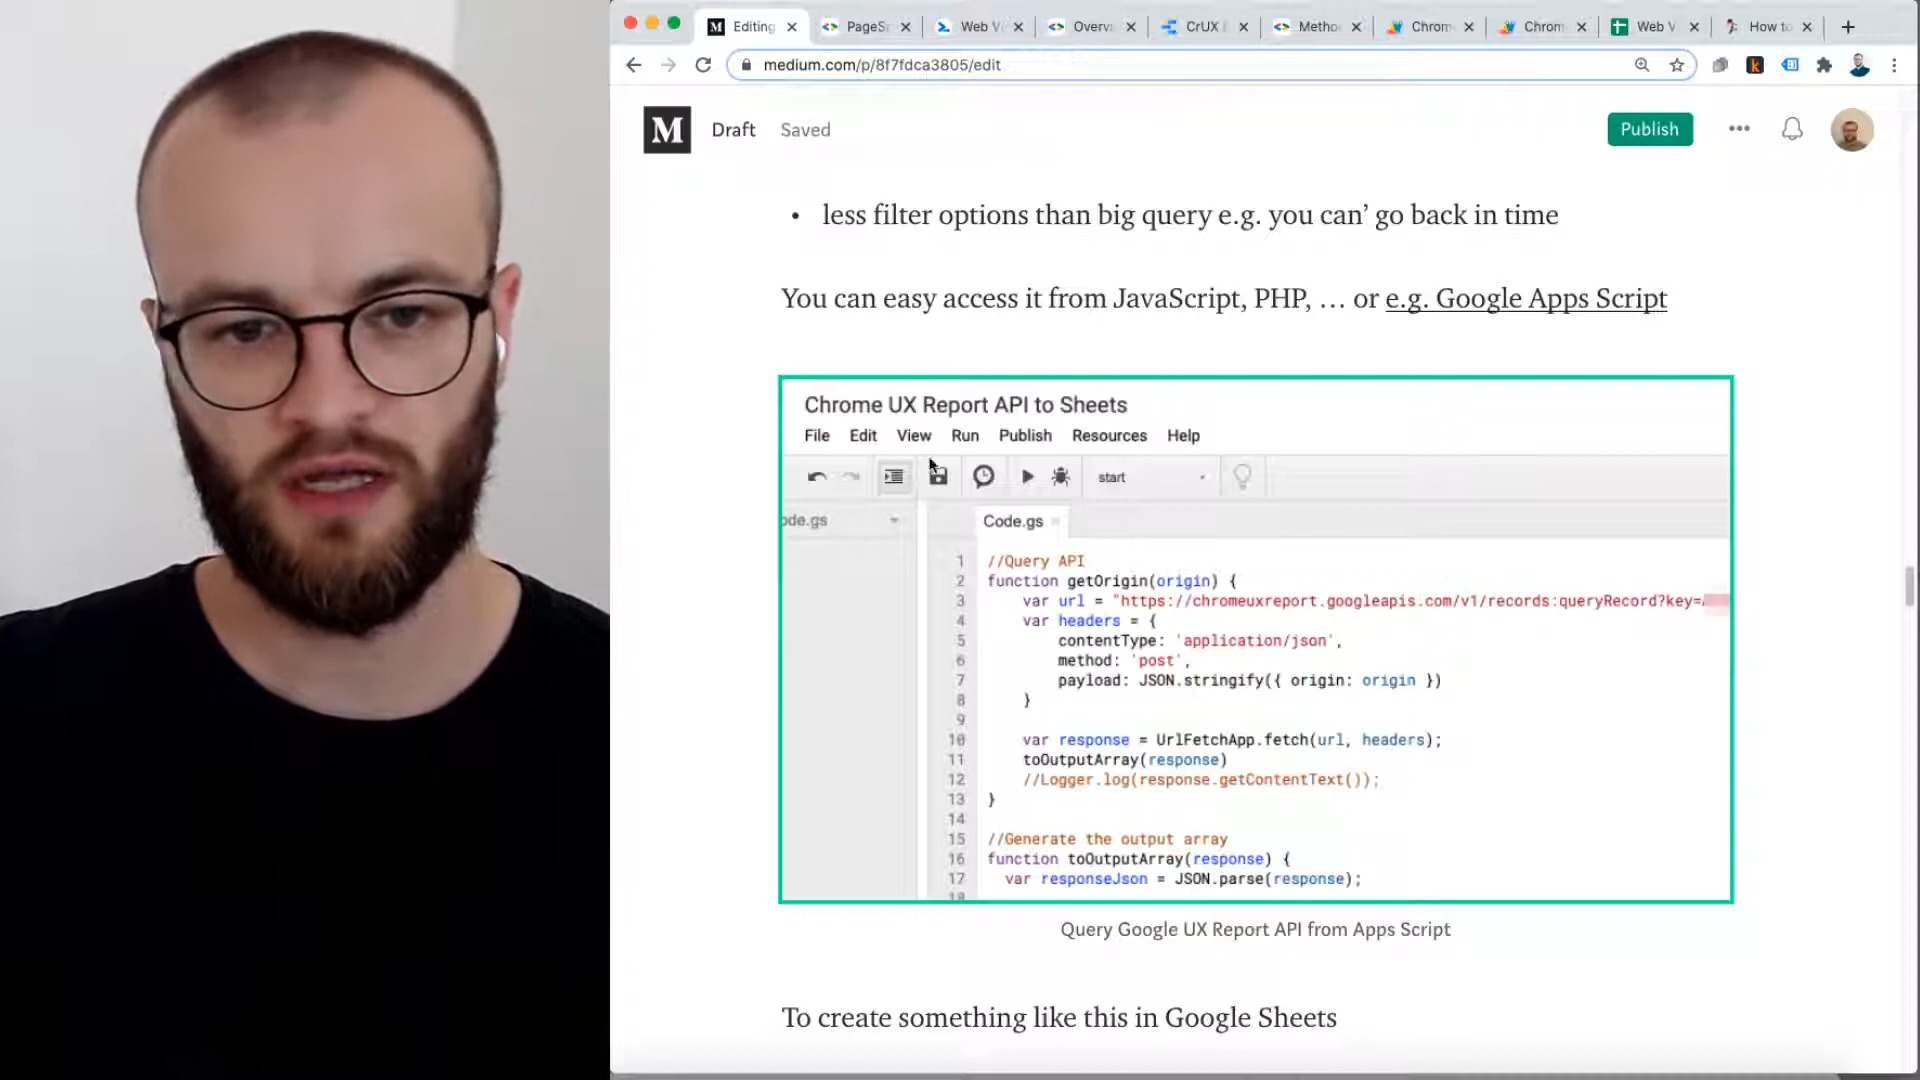 Editing
PageS
Web V
Overv
CrUX
Metho
Chrom
Chrom
Web V
How to
medium.com/p/8f7fdca3805/edit
M
Draft
Saved
Publish
• less filter options than big query e.g. you can’ go back in time
You can easy access it from JavaScript, PHP, … or e.g. Google Apps Script
Chrome UX Report API to Sheets
File Edit View Run Publish Resources Help
start
ode.gs
Code.gs
1 //Query API
2 function getOrigin(origin) {
3 var url = "https://chromeuxreport.googleapis.com/v1/records:queryRecord?key=
4 var headers = {
5 contentType: 'application/json',
6 method: 'post',
7 payload: JSON.stringify({ origin: origin })
8 }
9
10 var response = UrlFetchApp.fetch(url, headers);
11 toOutputArray(response)
12 //Logger.log(response.getContentText());
13 }
14
15 //Generate the output array
16 function toOutputArray(response) {
17 var responseJson = JSON.parse(response);
18
Query Google UX Report API from Apps Script
To create something like this in Google Sheets